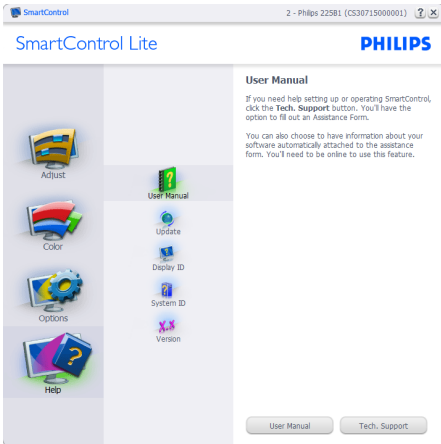 SmartControl
2 - Philips 225B1 (CS30715000001)
SmartControl Lite
PHILIPS
Adjust
Color
Options
Help
User Manual
Update
Display ID
System ID
X.X
Version
User Manual
If you need help setting up or operating SmartControl,
click the Tech. Support button. You'll have the
option to fill out an Assistance Form.
You can also choose to have information about your
software automatically attached to the assistance
form. You'll need to be online to use this feature.
User Manual
Tech. Support